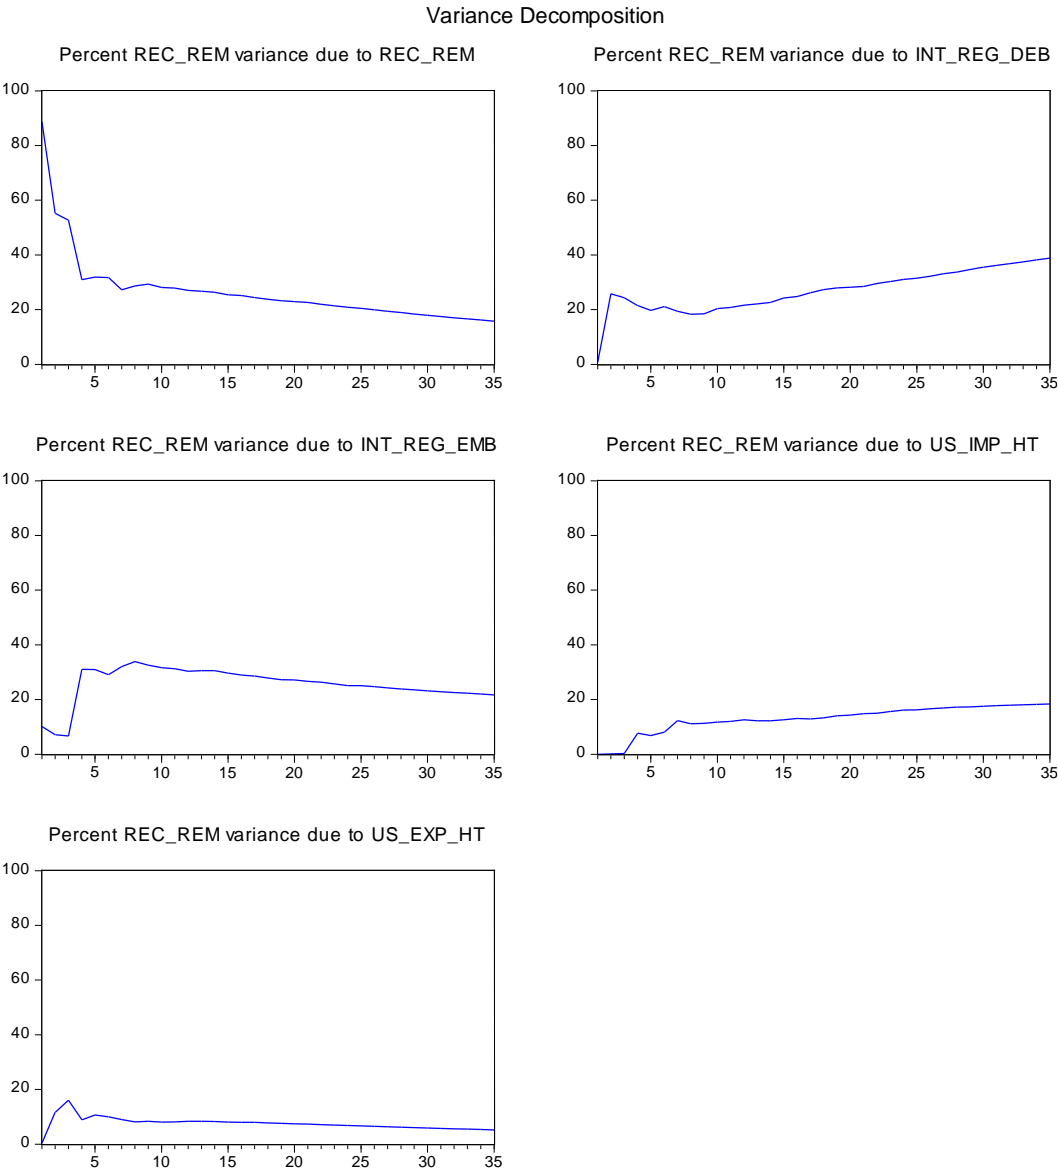 Variance Decomposition
Percent REC_REM variance due to REC_REM
100
80
60
40
20
0
5 10 15 20 25 30 35
Percent REC_REM variance due to INT_REG_DEB
100
80
60
40
20
0
5 10 15 20 25 30 35
Percent REC_REM variance due to INT_REG_EMB
100
80
60
40
20
0
5 10 15 20 25 30 35
Percent REC_REM variance due to US_IMP_HT
100
80
60
40
20
0
5 10 15 20 25 30 35
Percent REC_REM variance due to US_EXP_HT
100
80
60
40
20
0
5 10 15 20 25 30 35